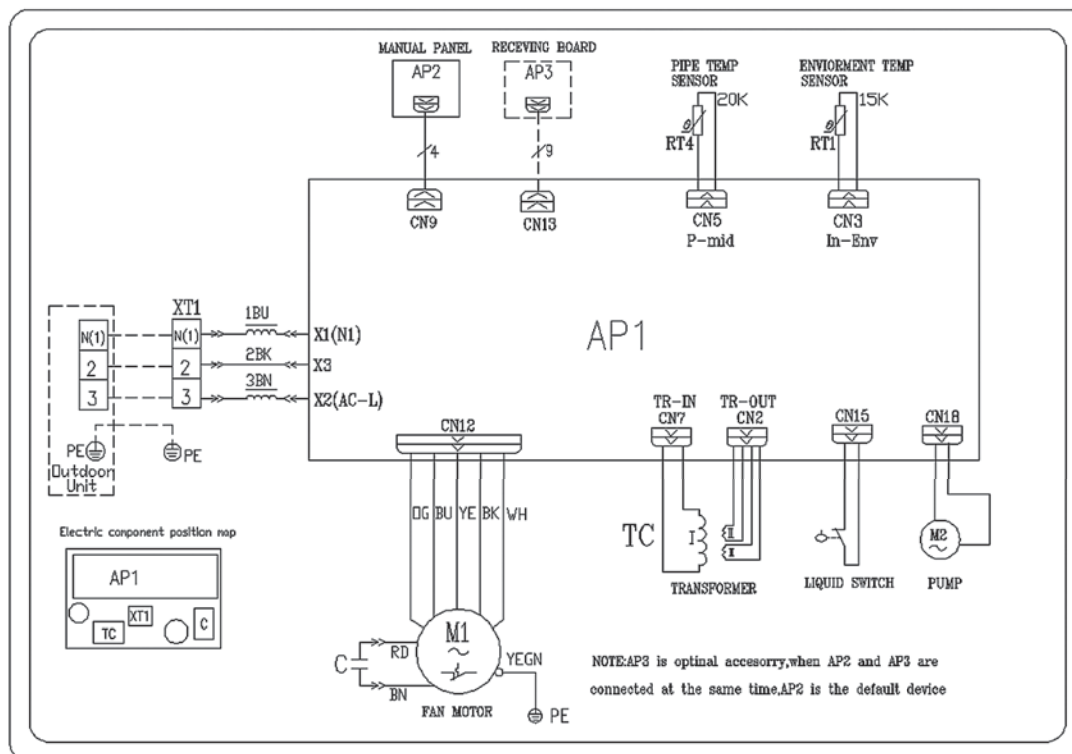 MANUAL PANEL
AP2
4
CN9
RECEVING BOARD
AP3
9
CN13
PIPE TEMP
SENSOR
20K
RT4
CN5
P-mid
ENVIORMENT TEMP
SENSOR
15K
RT1
CN3
In-Env
AP1
XT1
N(1)
2
3
PE
Outdoor
Unit
N(1)
2
3
PE
1BU
2BK
3BN
X1(N1)
X3
X2(AC-L)
CN12
OG BU YE BK WH
M1
C
RD
BN
YEGN
PE
FAN MOTOR
TR-IN
CN7
TR-OUT
CN2
TC
I
II
II
TRANSFORMER
CN15
LIQUID SWITCH
CN18
M2
PUMP
Electric component position map
AP1
XT1
TC
C
NOTE:AP3 is optinal accesorry,when AP2 and AP3 are
connected at the same time,AP2 is the default device